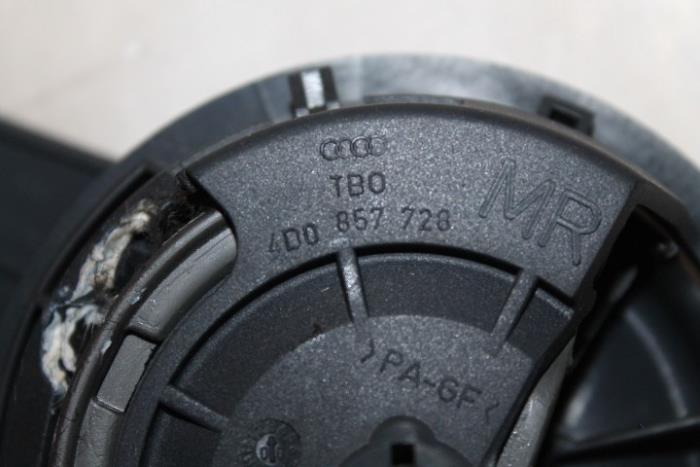 TBO
4D0 857 728
MR
>PA-GF<